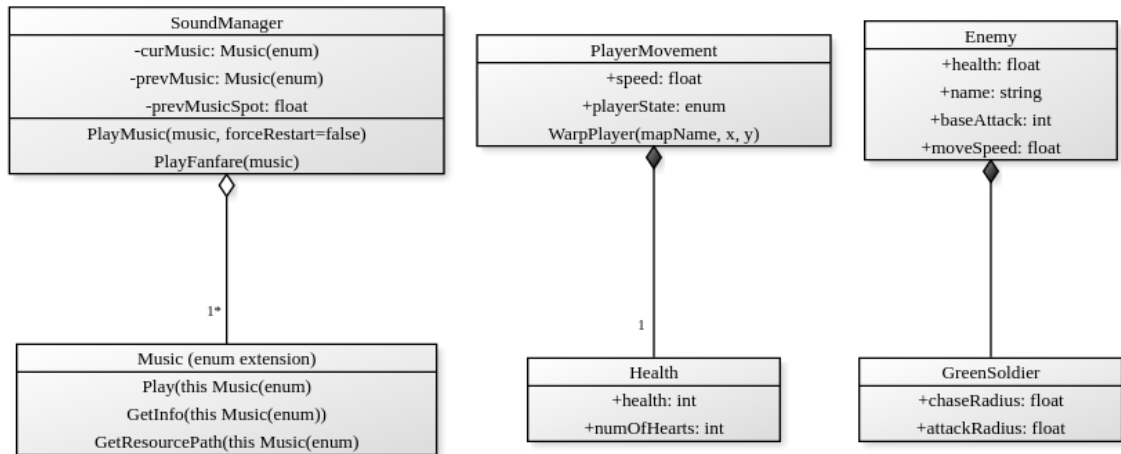 SoundManager
-curMusic: Music(enum)
-prevMusic: Music(enum)
-prevMusicSpot: float
PlayMusic(music, forceRestart=false)
PlayFanfare(music)
1*
Music (enum extension)
Play(this Music(enum)
GetInfo(this Music(enum))
GetResourcePath(this Music(enum)
PlayerMovement
+speed: float
+playerState: enum
WarpPlayer(mapName, x, y)
1
Health
+health: int
+numOfHearts: int
Enemy
+health: float
+name: string
+baseAttack: int
+moveSpeed: float
GreenSoldier
+chaseRadius: float
+attackRadius: float